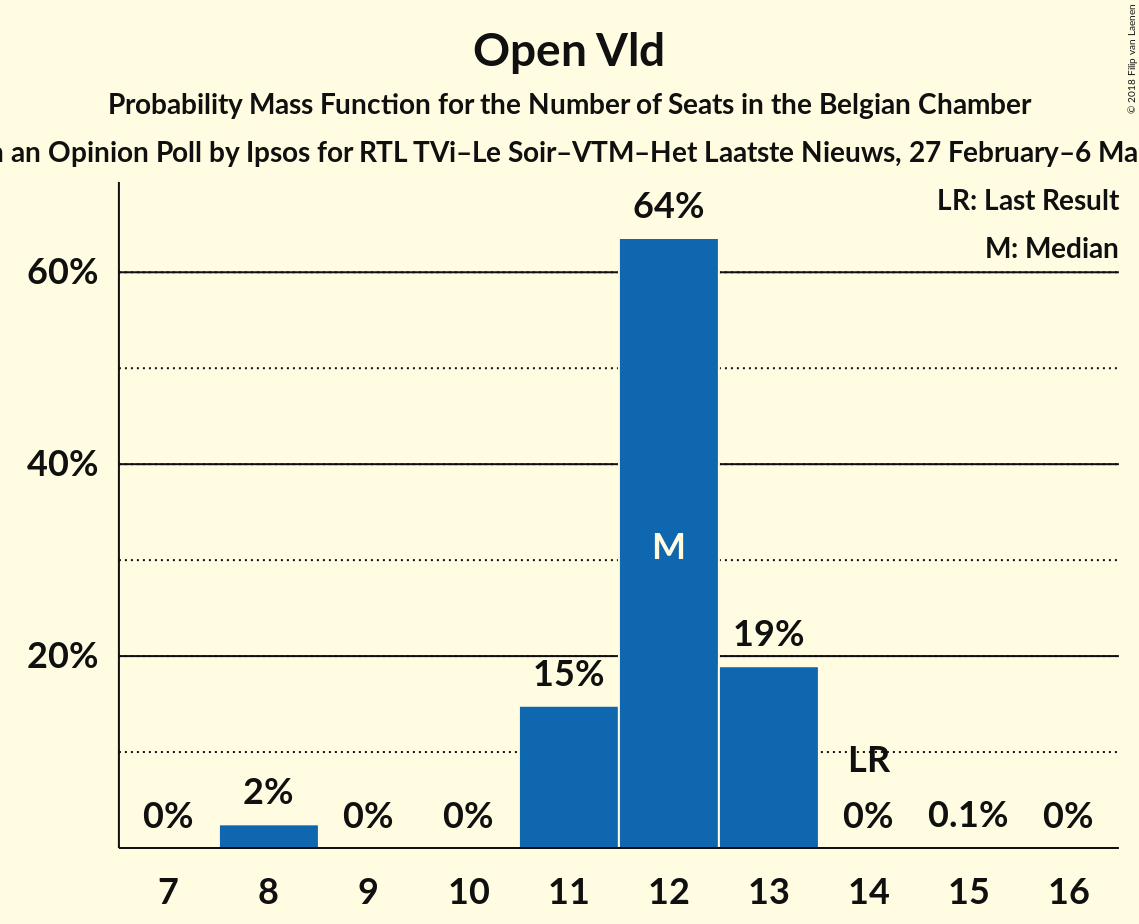 Open Vld
Probability Mass Function for the Number of Seats in the Belgian Chamber
an Opinion Poll by Ipsos for RTL TVi–Le Soir–VTM–Het Laatste Nieuws, 27 February–6
© 2018 Filip van Laenen
LR: Last Result
M: Median
64%
60%
40%
M
20%
19%
15%
LR
2%
0% 0% 0% 0% 0.1% 0%
7 8 9 10 11 12 13 14 15 16